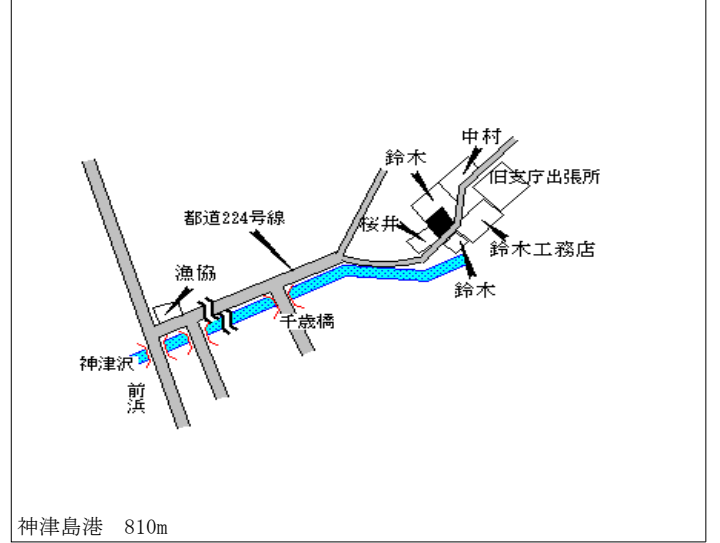 中村
鈴木
旧支庁出張所
都道224号線
桜井
鈴木工務店
漁協
鈴木
千歳橋
神津沢
前浜
神津島港 810m